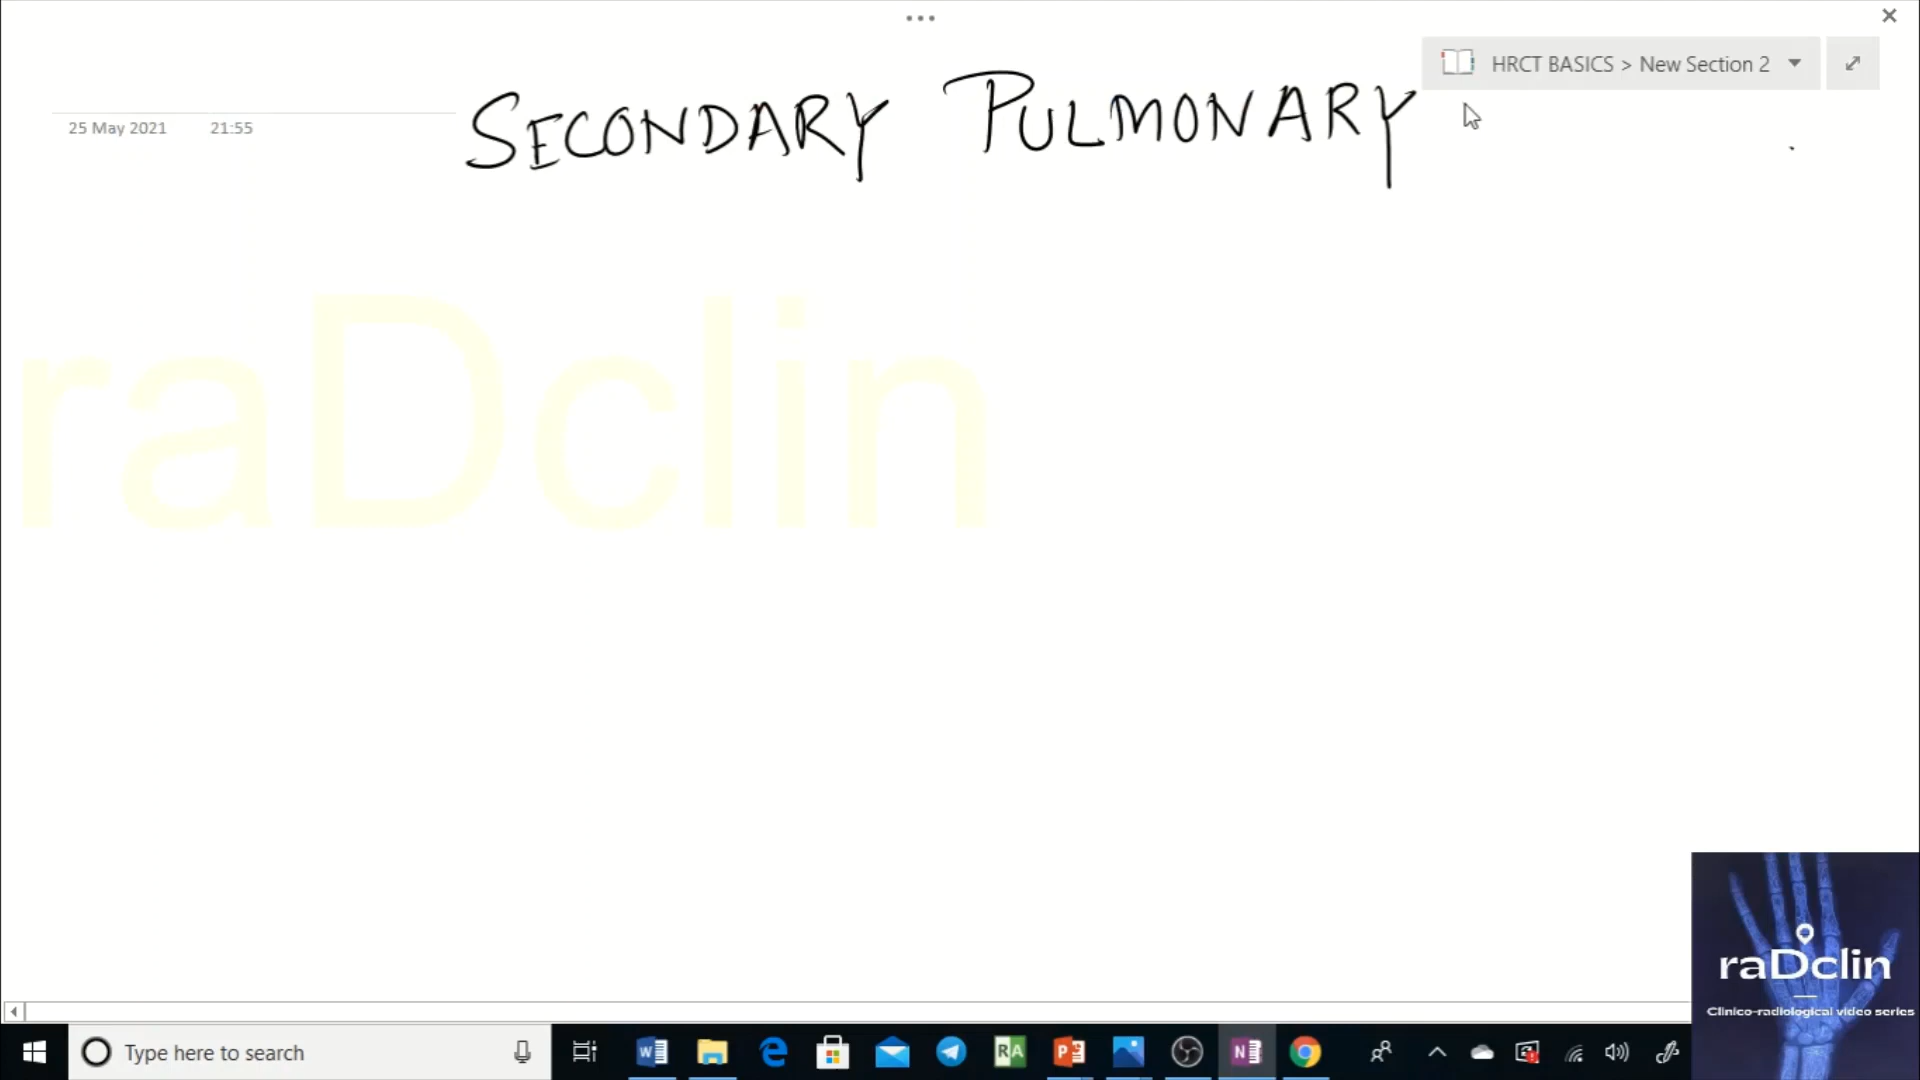 HRCT BASICS > New Section 2
SECONDARY PULMONARY
25 May 2021 21:55
raDclin
raDclin
Clinico-radiological video series
Type here to search
W
e
RA
P
N